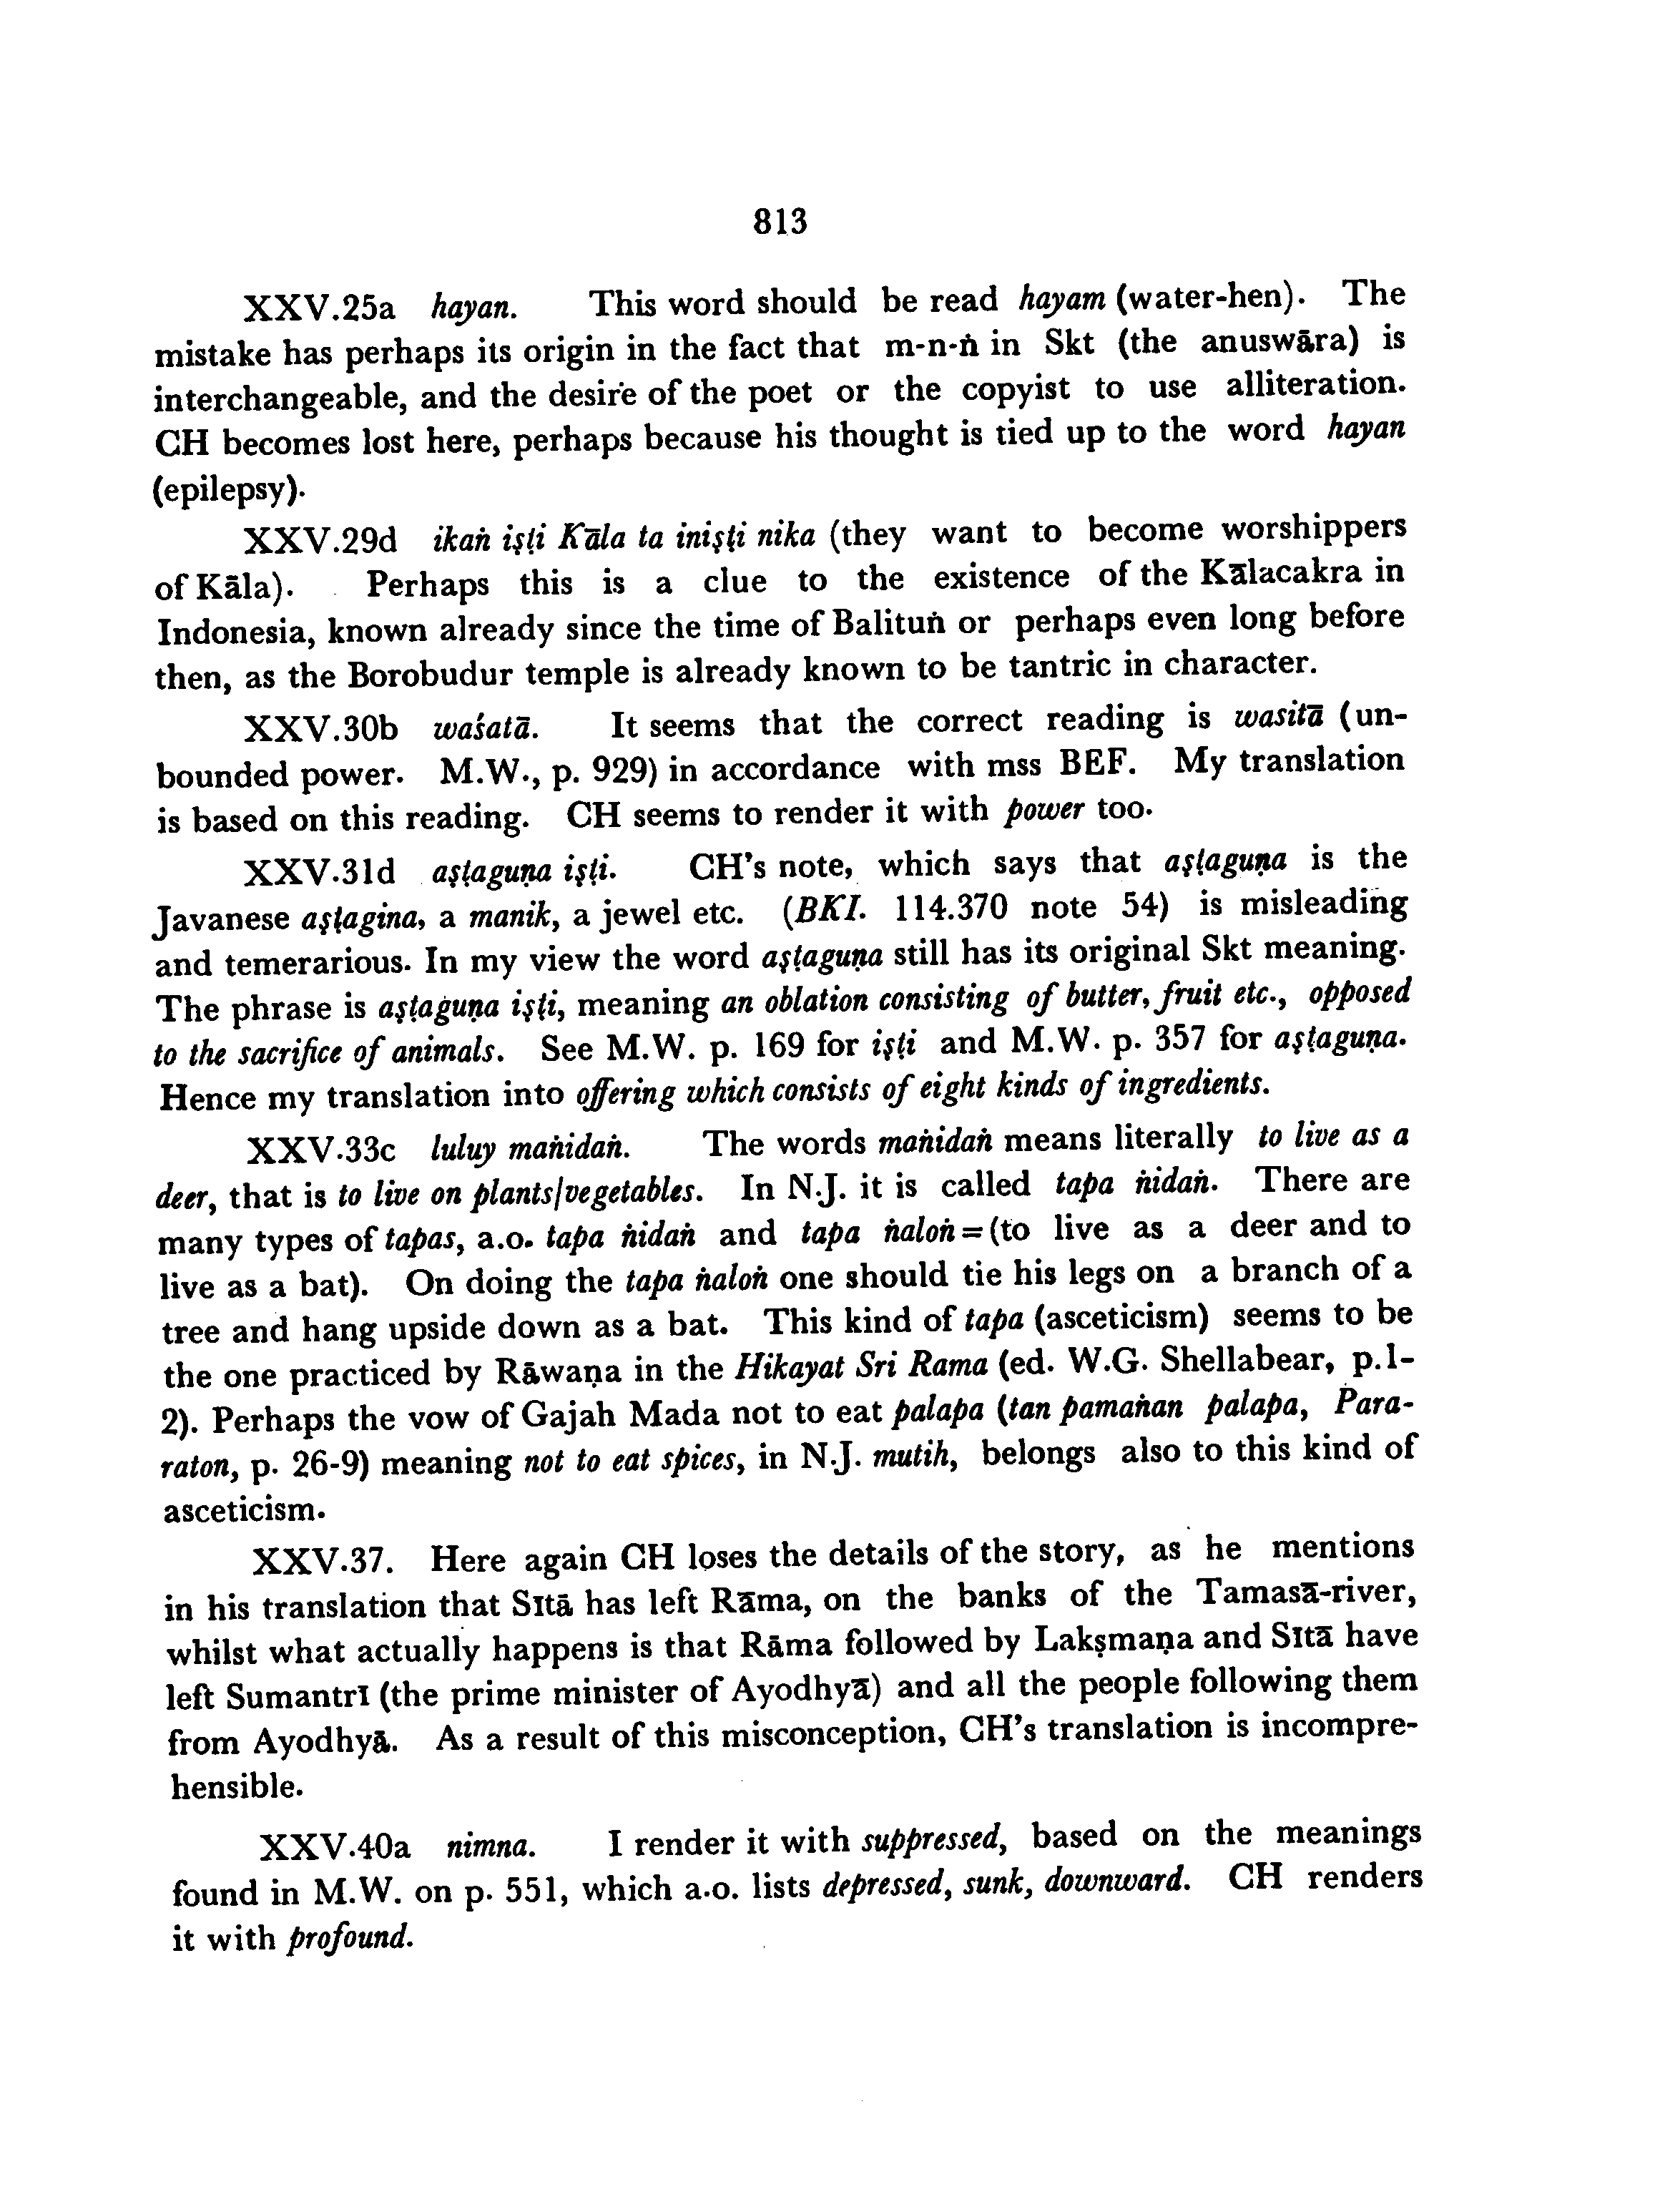 813
XXV.25a hayan. This word should be read hayam (water-hen). The
mistake has perhaps its origin in the fact that m-n-ṅ in Skt (the anuswāra) is
interchangeable, and the desire of the poet or the copyist to use alliteration.
CH becomes lost here, perhaps because his thought is tied up to the word hayan
(epilepsy).
XXV.29d ikaṅ iṣṭi Kāla ta iniṣṭi nika (they want to become worshippers
of Kāla). Perhaps this is a clue to the existence of the Kālacakra in
Indonesia, known already since the time of Balituṅ or perhaps even long before
then, as the Borobudur temple is already known to be tantric in character.
XXV.30b waśatā. It seems that the correct reading is wasitā (un-
bounded power. M.W., p. 929) in accordance with mss BEF. My translation
is based on this reading. CH seems to render it with power too.
XXV.31d aṣṭaguṇa iṣṭi. CH's note, which says that aṣṭaguṇa is the
Javanese aṣṭagina, a manik, a jewel etc. (BKI. 114.370 note 54) is misleading
and temerarious. In my view the word aṣṭaguṇa still has its original Skt meaning.
The phrase is aṣṭaguṇa iṣṭi, meaning an oblation consisting of butter, fruit etc., opposed
to the sacrifice of animals. See M.W. p. 169 for iṣṭi and M.W. p. 357 for aṣṭaguṇa.
Hence my translation into offering which consists of eight kinds of ingredients.
XXV.33c luluy maṅidaṅ. The words maṅidaṅ means literally to live as a
deer, that is to live on plants/vegetables. In N.J. it is called tapa ṅidaṅ. There are
many types of tapas, a.o. tapa ṅidaṅ and tapa ṅaloṅ=(to live as a deer and to
live as a bat). On doing the tapa ṅaloṅ one should tie his legs on a branch of a
tree and hang upside down as a bat. This kind of tapa (asceticism) seems to be
the one practiced by Rāwaṇa in the Hikayat Sri Rama (ed. W.G. Shellabear, p.1-
2). Perhaps the vow of Gajah Mada not to eat palapa (tan pamaṅan palapa, Para-
raton, p. 26-9) meaning not to eat spices, in N.J. mutih, belongs also to this kind of
asceticism.
XXV.37. Here again CH loses the details of the story, as he mentions
in his translation that Sītā has left Rāma, on the banks of the Tamasā-river,
whilst what actually happens is that Rāma followed by Lakṣmaṇa and Sītā have
left Sumantrī (the prime minister of Ayodhyā) and all the people following them
from Ayodhyā. As a result of this misconception, CH's translation is incompre-
hensible.
XXV.40a nimna. I render it with suppressed, based on the meanings
found in M.W. on p. 551, which a.o. lists depressed, sunk, downward. CH renders
it with profound.